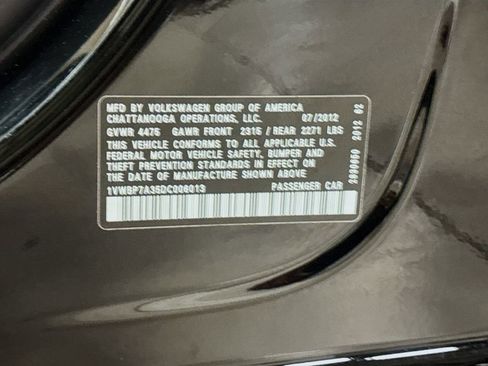 MFD BY VOLKSWAGEN GROUP OF AMERICA
CHATTANOOGA OPERATIONS, LLC. 07/2012
GVWR 4475 GAWR FRONT 2315 / REAR 2271 LBS
THIS VEHICLE CONFORMS TO ALL APPLICABLE U.S.
FEDERAL MOTOR VEHICLE SAFETY, BUMPER AND
THEFT PREVENTION STANDARDS IN EFFECT ON THE
DATE OF MANUFACTURE SHOWN ABOVE.
1VWBP7A35DC006013 PASSENGER CAR
2012 62